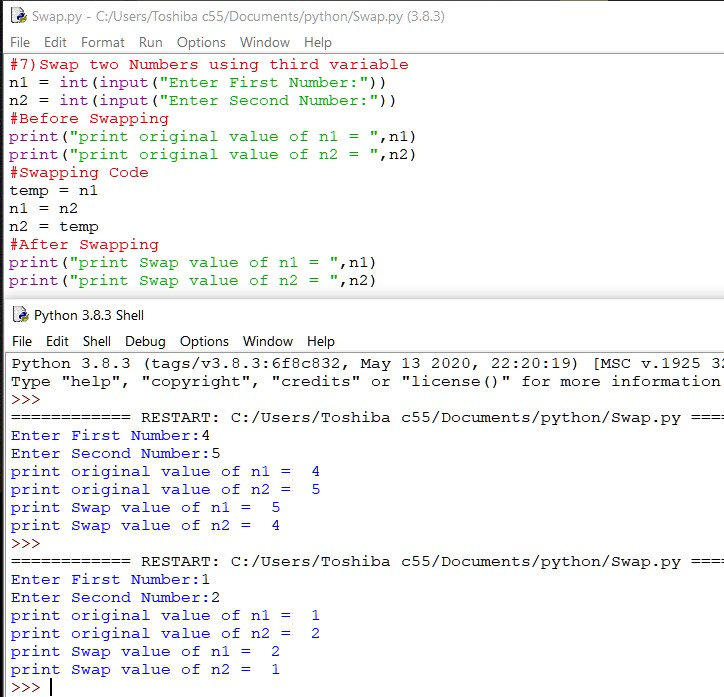 Swap.py - C:/Users/Toshiba c55/Documents/python/Swap.py (3.8.3)
File Edit Format Run Options Window Help
#7)Swap two Numbers using third variable
n1 = int(input("Enter First Number:"))
n2 = int(input("Enter Second Number:"))
#Before Swapping
print("print original value of n1 = ",n1)
print("print original value of n2 = ",n2)
#Swapping Code
temp = n1
n1 = n2
n2 = temp
#After Swapping
print("print Swap value of n1 = ",n1)
print("print Swap value of n2 = ",n2)
Python 3.8.3 Shell
File Edit Shell Debug Options Window Help
Python 3.8.3 (tags/v3.8.3:6f8c832, May 13 2020, 22:20:19) [MSC v.1925 32
Type "help", "copyright", "credits" or "license()" for more information
>>>
============ RESTART: C:/Users/Toshiba c55/Documents/python/Swap.py ====
Enter First Number:4
Enter Second Number:5
print original value of n1 =  4
print original value of n2 =  5
print Swap value of n1 =  5
print Swap value of n2 =  4
>>>
============ RESTART: C:/Users/Toshiba c55/Documents/python/Swap.py ====
Enter First Number:1
Enter Second Number:2
print original value of n1 =  1
print original value of n2 =  2
print Swap value of n1 =  2
print Swap value of n2 =  1
>>>